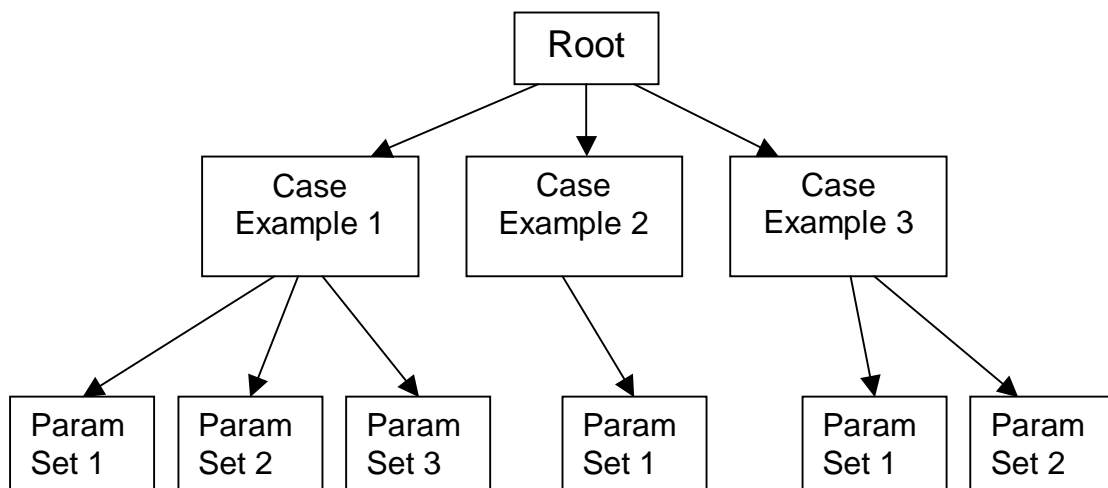 Root
Case
Example 1
Case
Example 2
Case
Example 3
Param
Set 1
Param
Set 2
Param
Set 3
Param
Set 1
Param
Set 1
Param
Set 2